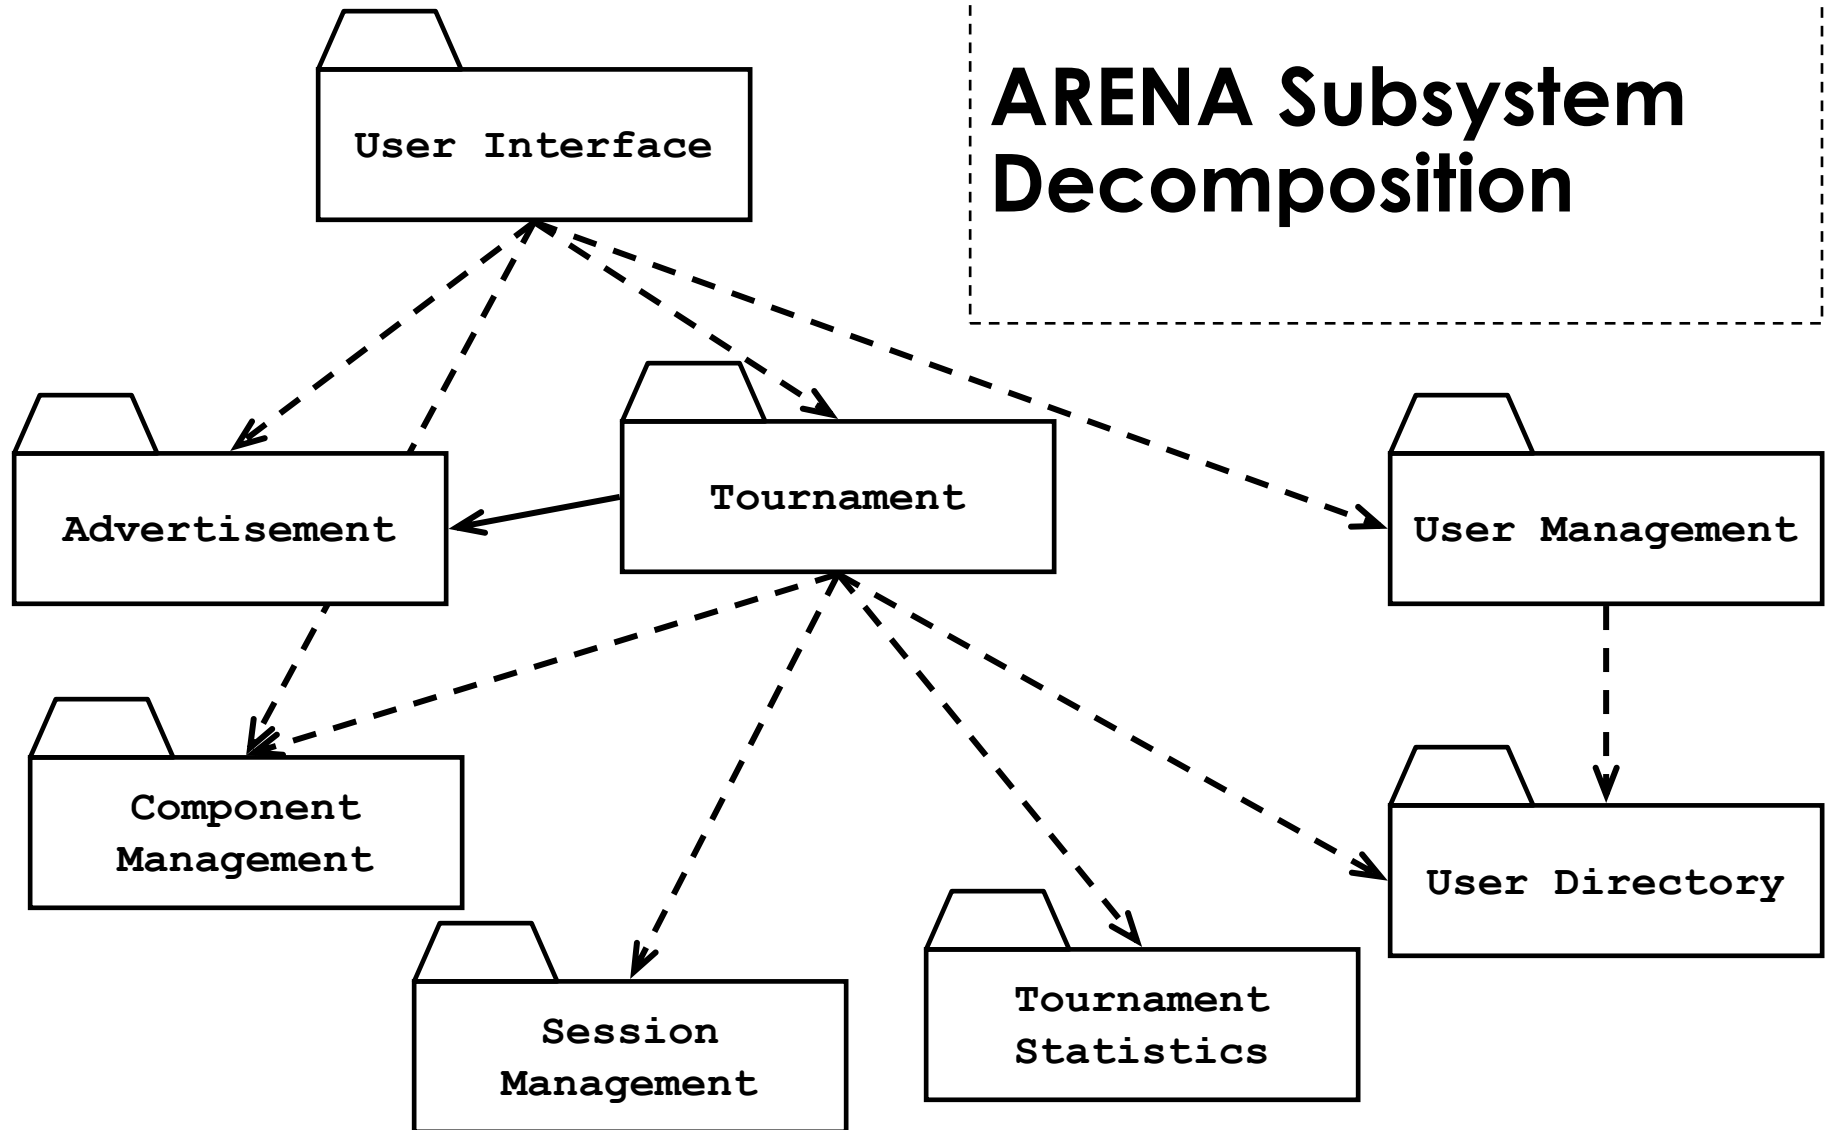 ARENA Subsystem
Decomposition
User Interface
Tournament
Advertisement
User Management
Component
Management
User Directory
Session
Management
Tournament
Statistics